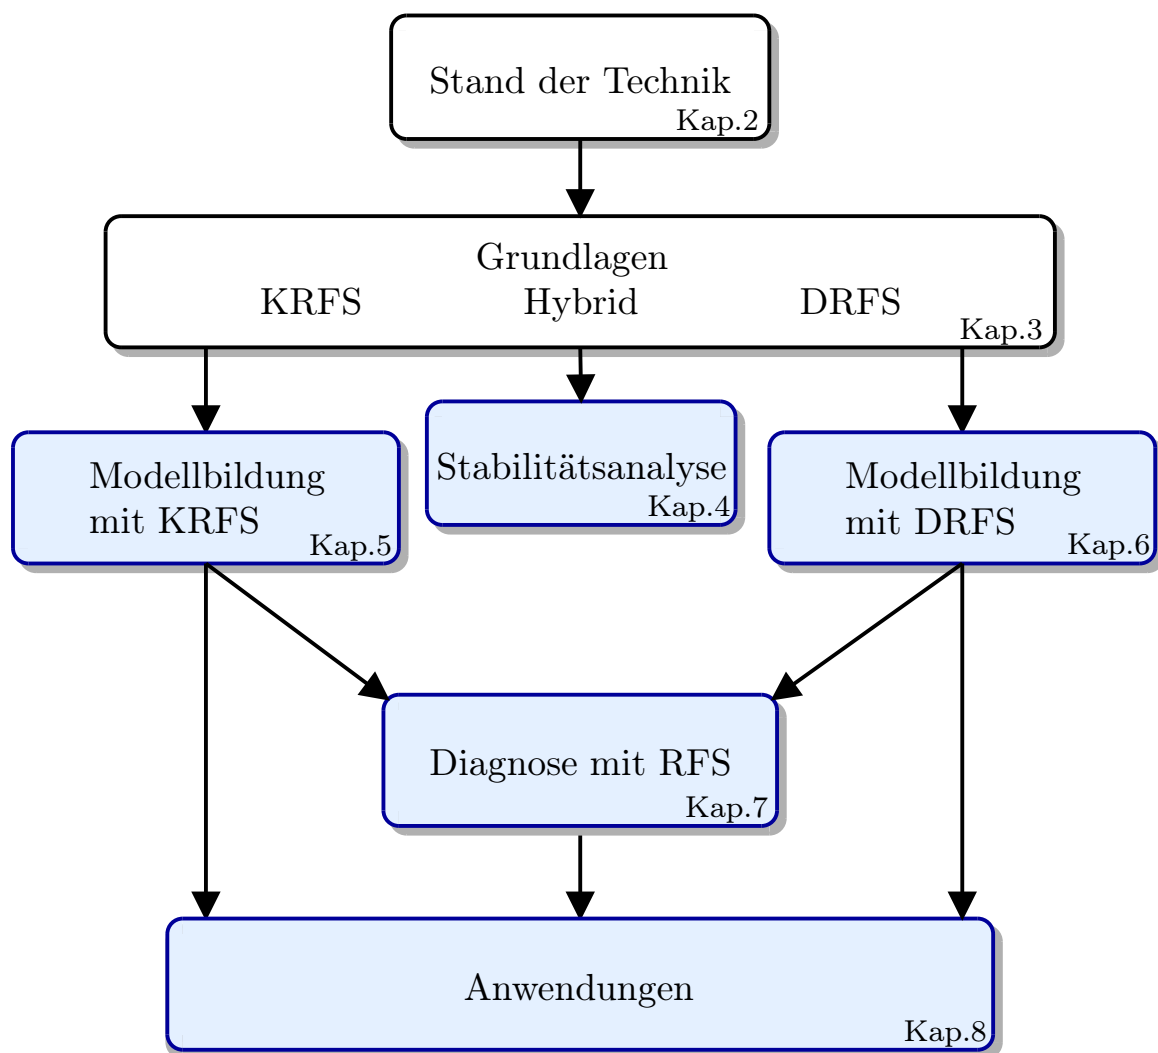 Stand der Technik
Kap.2
Grundlagen
KRFS Hybrid DRFS
Kap.3
Modellbildung
mit KRFS
Kap.5
Stabilitätsanalyse
Kap.4
Modellbildung
mit DRFS
Kap.6
Diagnose mit RFS
Kap.7
Anwendungen
Kap.8